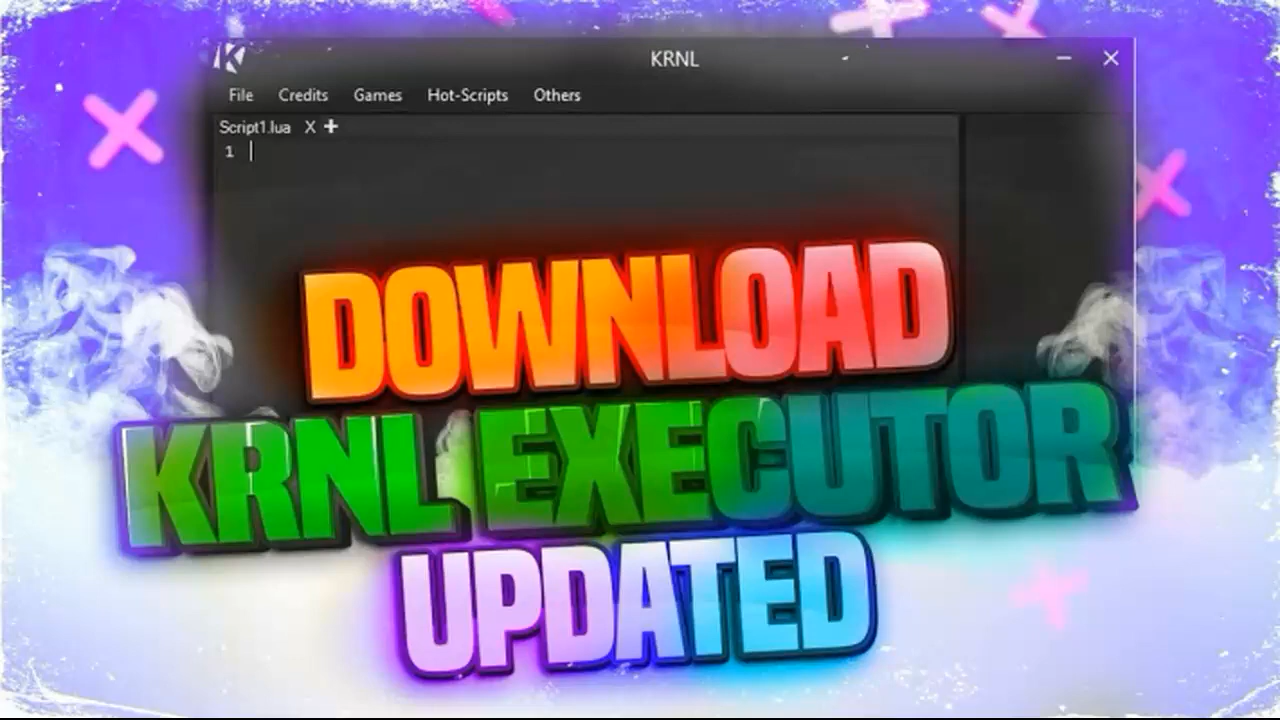 KRNL
File Credits Games Hot-Scripts Others
Script1.lua X +
1
DOWNLOAD
KRNL EXECUTOR
UPDATED